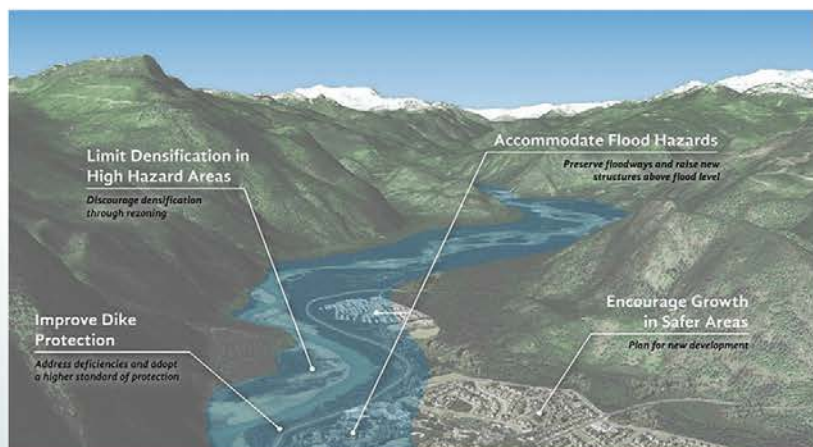 Limit Densification in
High Hazard Areas
Discourage densification
through rezoning
Accommodate Flood Hazards
Preserve floodways and raise new
structures above flood level
Improve Dike
Protection
Address deficiencies and adopt
a higher standard of protection
Encourage Growth
in Safer Areas
Plan for new development